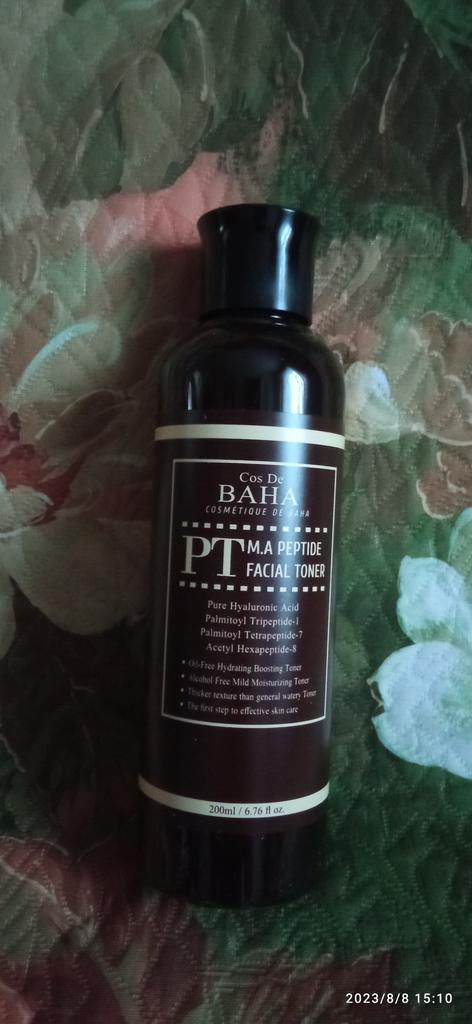 Cos De
BAHA
COSMÉTIQUE DE BAHA
PT M.A PEPTIDE
FACIAL TONER
Pure Hyaluronic Acid
Palmitoyl Tripeptide-1
Palmitoyl Tetrapeptide-7
Acetyl Hexapeptide-8
• Oil-Free Hydrating Boosting Toner
• Alcohol Free Mild Moisturizing Toner
• Thicker texture than general watery Toner
• The first step to effective skin care
200ml / 6.76 fl oz.
2023/8/8 15:10